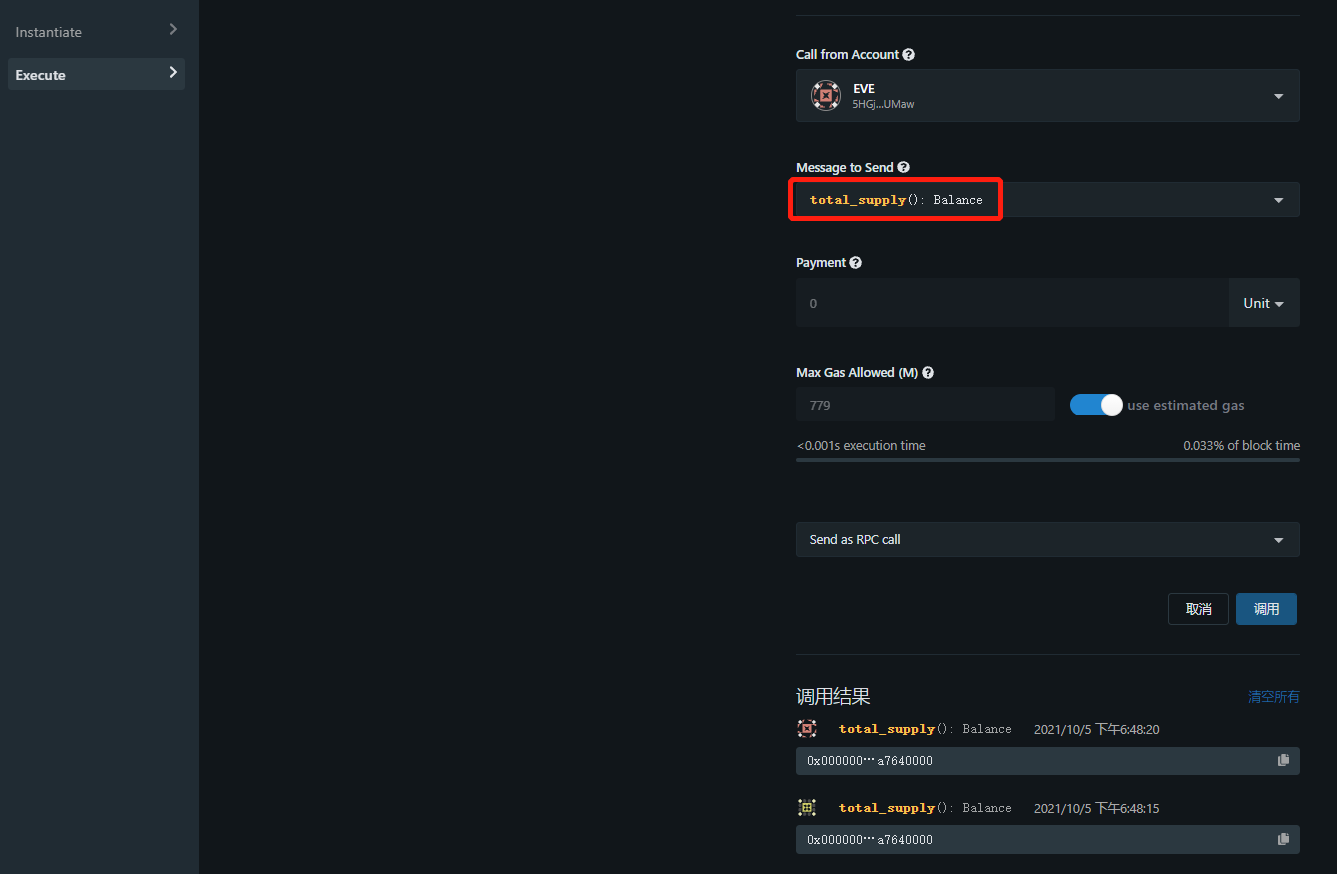 Instantiate
Execute
Call from Account
EVE
5HGj...UMaw
Message to Send
total_supply(): Balance
Payment
0
Unit
Max Gas Allowed (M)
779
use estimated gas
<0.001s execution time
0.033% of block time
Send as RPC call
取消
调用
调用结果
清空所有
total_supply(): Balance 2021/10/5 下午6:48:20
0x000000…a7640000
total_supply(): Balance 2021/10/5 下午6:48:15
0x000000…a7640000